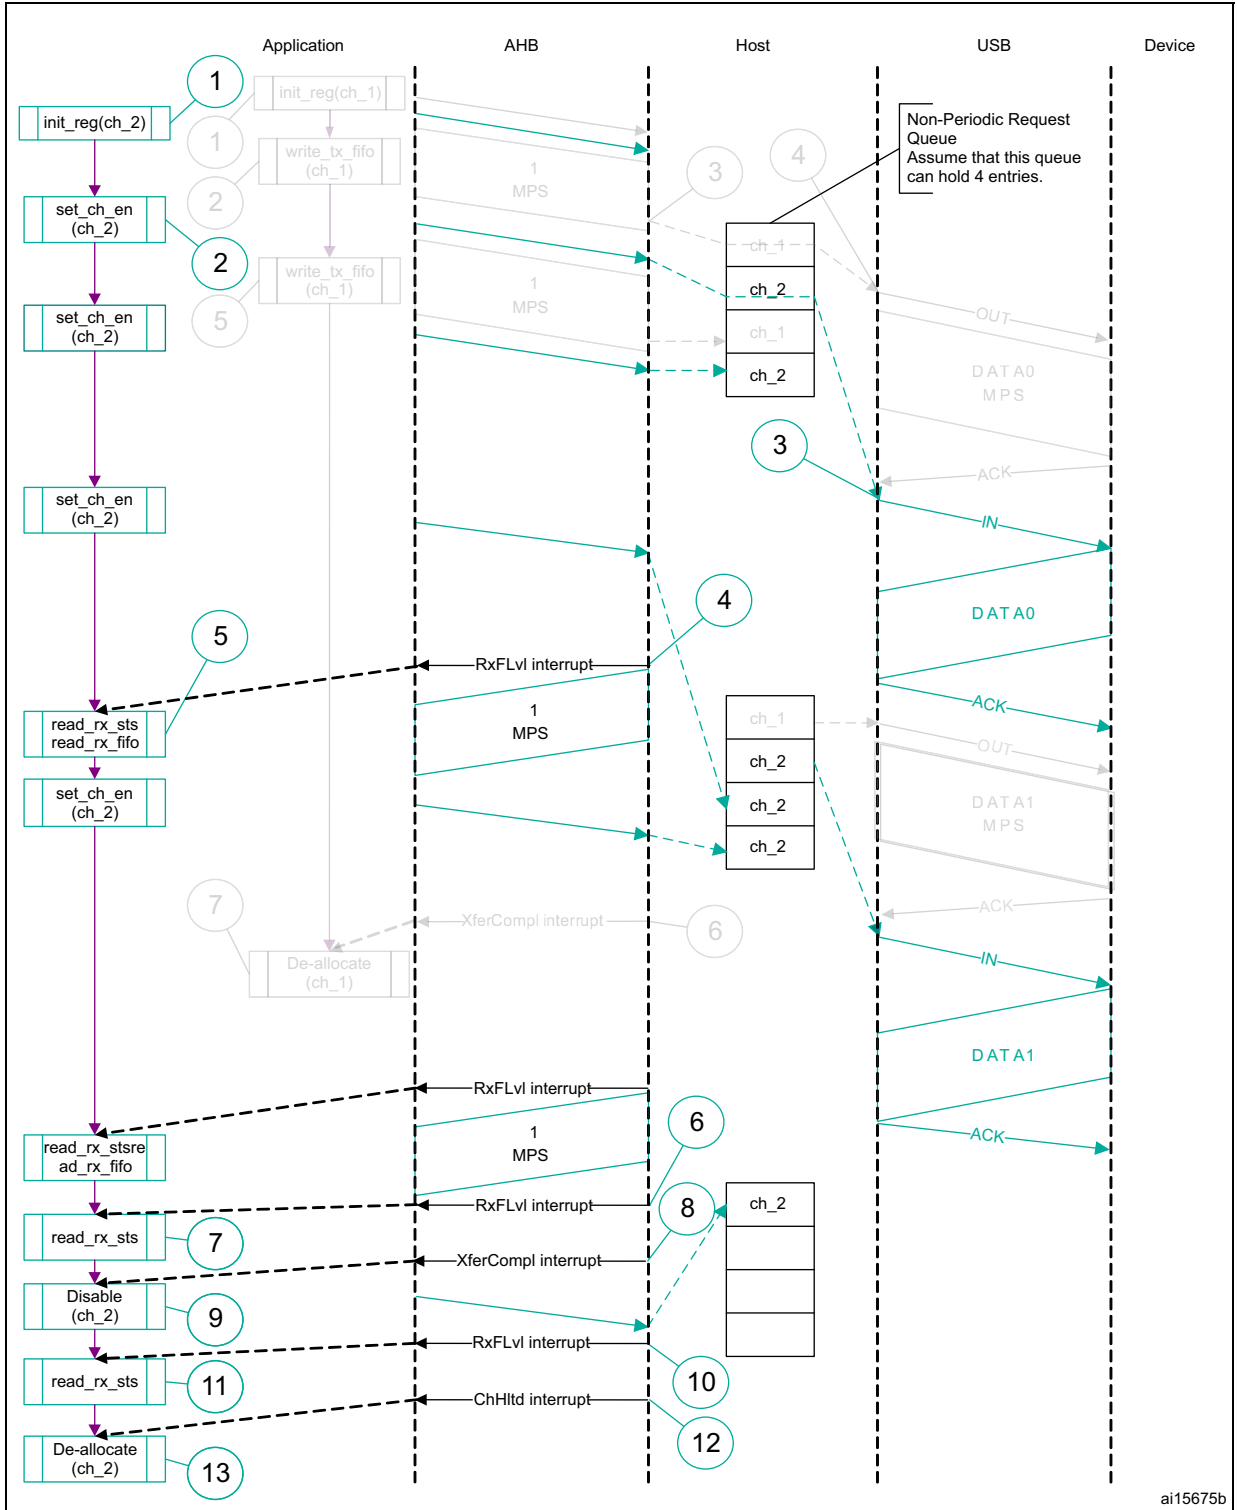 Application
AHB
Host
USB
Device
1
init_reg(ch_2)
init_reg(ch_1)
1
Non-Periodic Request
Queue
Assume that this queue
can hold 4 entries.
write_tx_fifo
(ch_1)
2
1
MPS
3
4
set_ch_en
(ch_2)
2
ch_1
write_tx_fifo
(ch_1)
5
1
MPS
ch_2
OUT
set_ch_en
(ch_2)
ch_1
ch_2
DATA0
MPS
3
ACK
set_ch_en
(ch_2)
IN
4
DATA0
5
RxFLvl interrupt
read_rx_sts
read_rx_fifo
1
MPS
ch_1
ACK
OUT
ch_2
set_ch_en
(ch_2)
ch_2
DATA1
MPS
ch_2
7
XferCompl interrupt
6
ACK
De-allocate
(ch_1)
IN
DATA1
RxFLvl interrupt
6
1
MPS
ACK
read_rx_stsre
ad_rx_fifo
RxFLvl interrupt
8
ch_2
read_rx_sts
7
XferCompl interrupt
Disable
(ch_2)
9
RxFLvl interrupt
read_rx_sts
11
10
ChHltd interrupt
12
De-allocate
(ch_2)
13
ai15675b